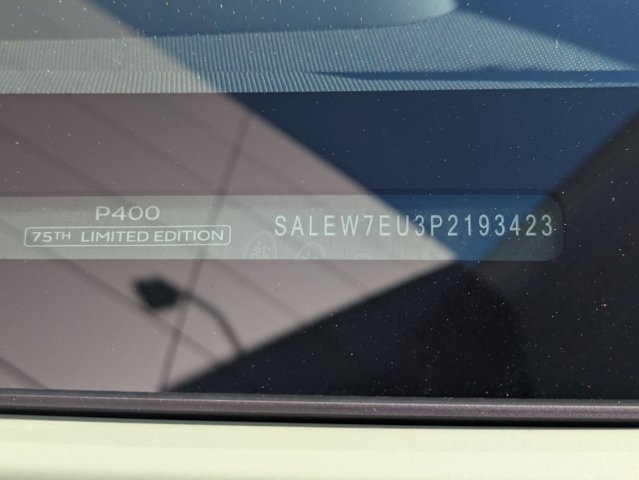 P400
75TH LIMITED EDITION
SALEW7EU3P2193423